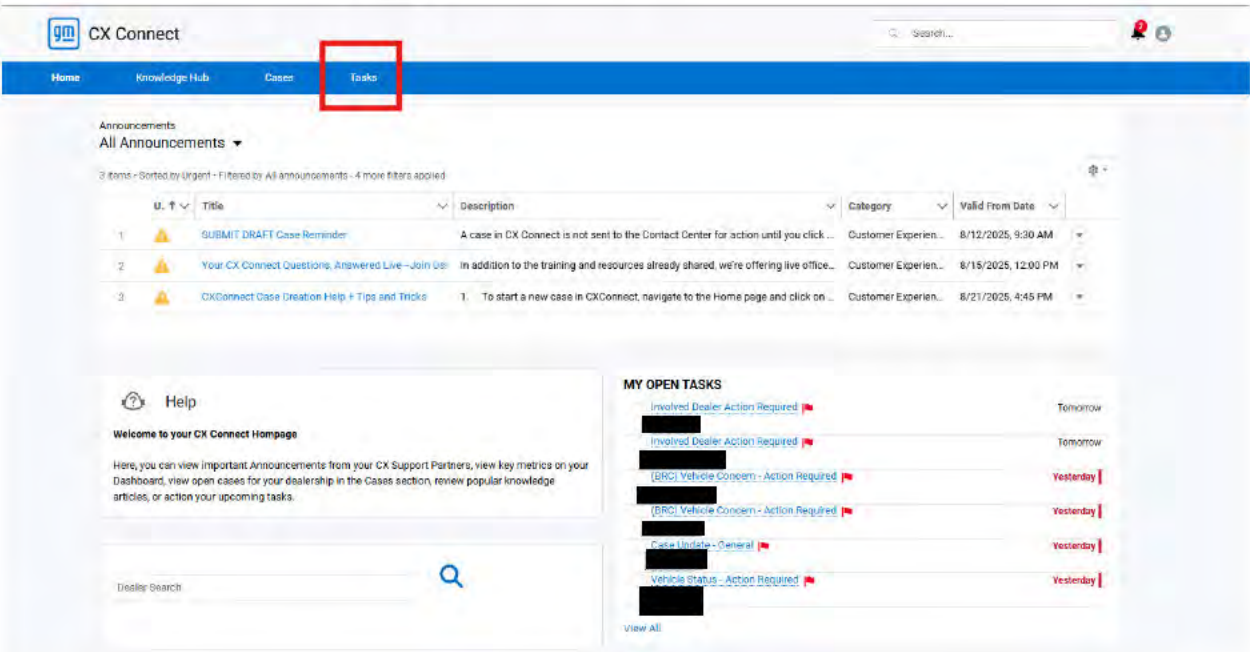 gm CX Connect
Search...
Home Knowledge Hub Cases Tasks
Announcements
All Announcements
3 items • Sorted by Urgent • Filtered by All announcements - 4 more filters applied
U. Title Description Category Valid From Date
1 SUBMIT DRAFT Case Reminder A case in CX Connect is not sent to the Contact Center for action until you click ... Customer Experien... 8/12/2025, 9:30 AM
2 Your CX Connect Questions, Answered Live—Join Us! In addition to the training and resources already shared, we're offering live office... Customer Experien... 8/15/2025, 12:00 PM
3 CXConnect Case Creation Help + Tips and Tricks 1. To start a new case in CXConnect, navigate to the Home page and click on ... Customer Experien... 8/21/2025, 4:45 PM
Help
Welcome to your CX Connect Hompage
Here, you can view important Announcements from your CX Support Partners, view key metrics on your
Dashboard, view open cases for your dealership in the Cases section, review popular knowledge
articles, or action your upcoming tasks.
Dealer Search
MY OPEN TASKS
Involved Dealer Action Required Tomorrow
Involved Dealer Action Required Tomorrow
(BRC) Vehicle Concern - Action Required Yesterday
(BRC) Vehicle Concern - Action Required Yesterday
Case Update - General Yesterday
Vehicle Status - Action Required Yesterday
View All